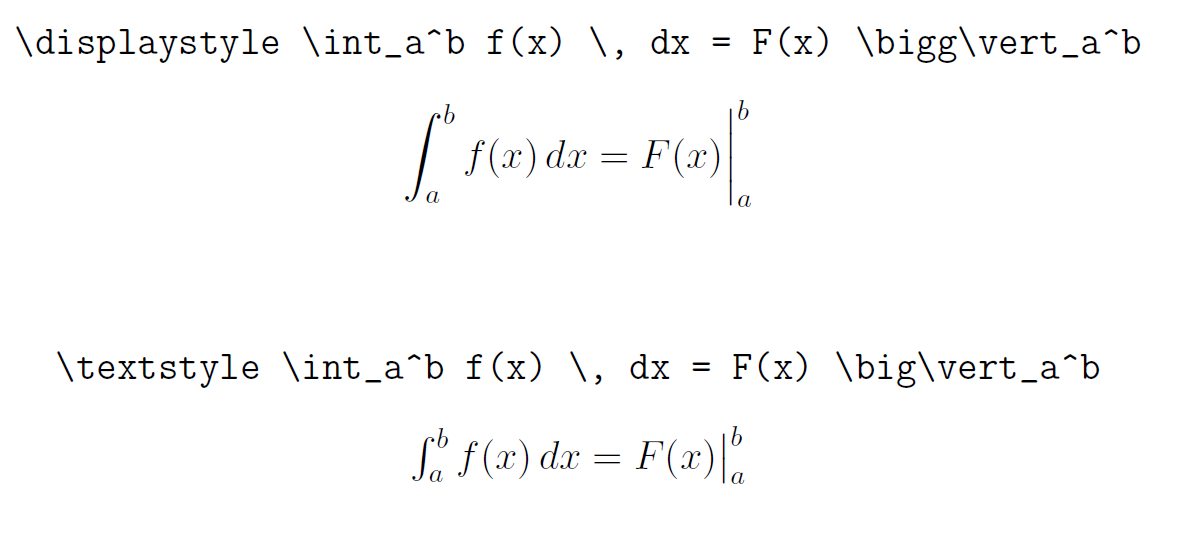 \displaystyle \int_a^b f(x) \, dx = F(x) \bigg\vert_a^b
∫_a^b f(x) dx = F(x)|_a^b
\textstyle \int_a^b f(x) \, dx = F(x) \big\vert_a^b
∫_a^b f(x) dx = F(x)|_a^b